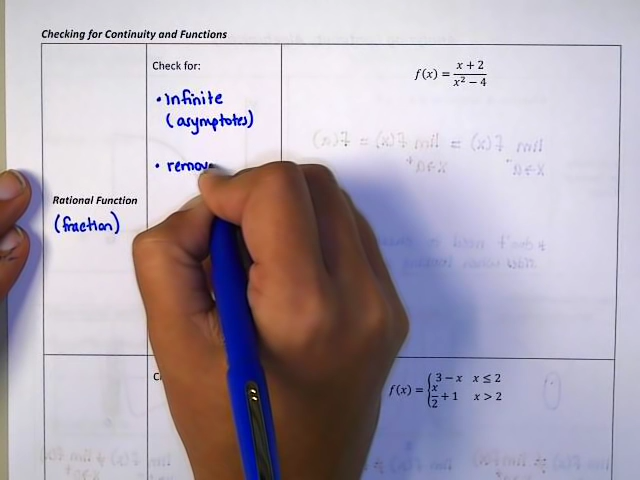 Checking for Continuity and Functions
Check for:
• Infinite
(asymptotes)
• remov
Rational Function
(fraction)
f(x) = x + 2 / x² − 4
f(x) = { 3 − x x ≤ 2
x/2 + 1 x > 2